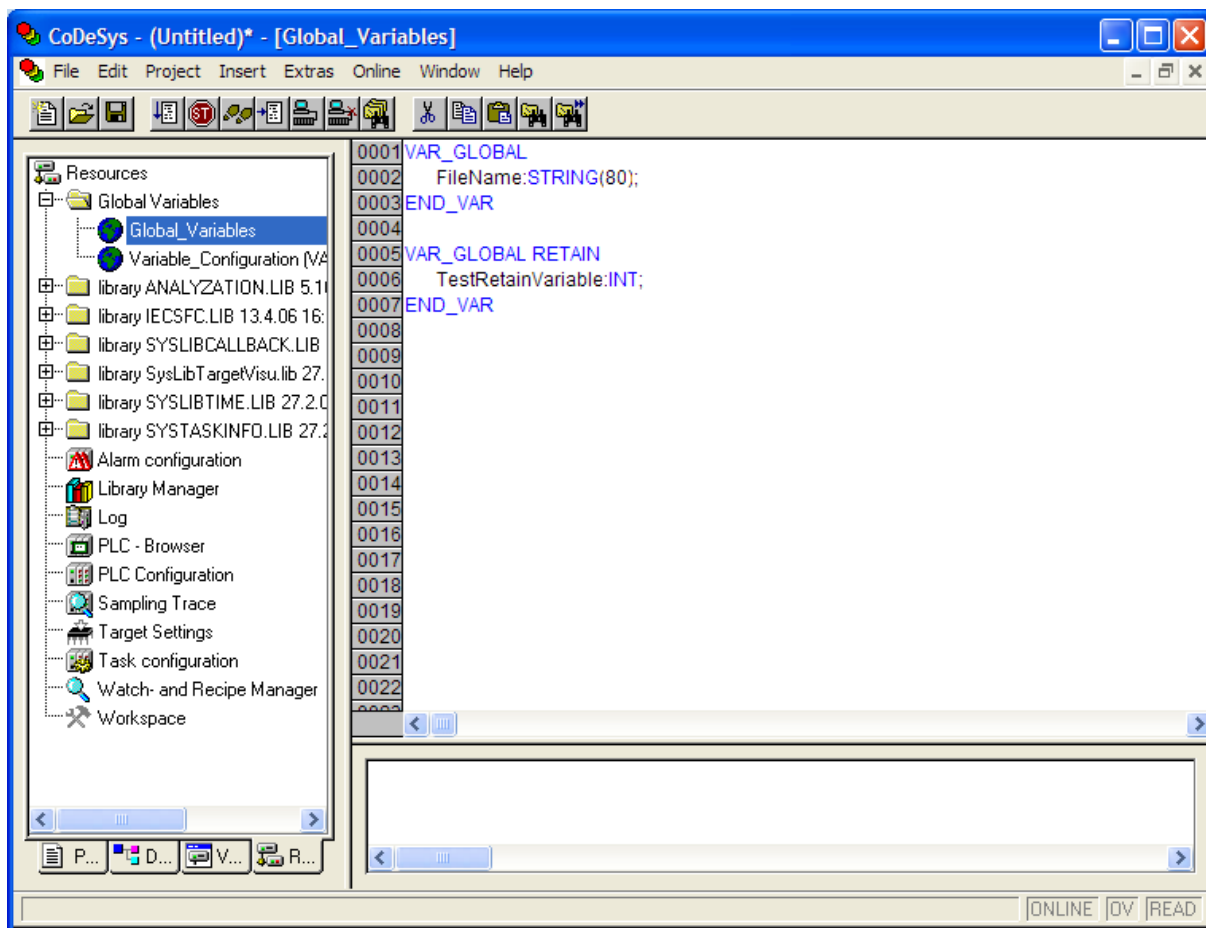 CoDeSys - (Untitled)* - [Global_Variables]
File Edit Project Insert Extras Online Window Help
Resources
Global Variables
Global_Variables
Variable_Configuration (VA
library ANALYZATION.LIB 5.1
library IECSFC.LIB 13.4.06 16:
library SYSLIBCALLBACK.LIB
library SysLibTargetVisu.lib 27.
library SYSLIBTIME.LIB 27.2.0
library SYSTASKINFO.LIB 27.2
Alarm configuration
Library Manager
Log
PLC - Browser
PLC Configuration
Sampling Trace
Target Settings
Task configuration
Watch- and Recipe Manager
Workspace
P... D... V... R...
0001 VAR_GLOBAL
0002 FileName:STRING(80);
0003 END_VAR
0004
0005 VAR_GLOBAL RETAIN
0006 TestRetainVariable:INT;
0007 END_VAR
0008
0009
0010
0011
0012
0013
0014
0015
0016
0017
0018
0019
0020
0021
0022
ONLINE OV READ